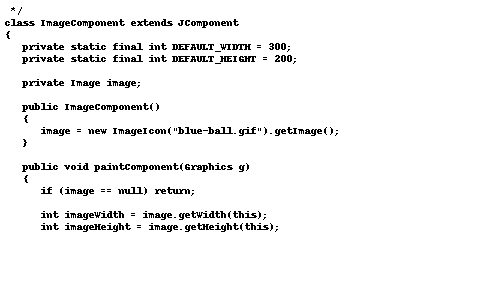 */
class ImageComponent extends JComponent
{
private static final int DEFAULT_WIDTH = 300;
private static final int DEFAULT_HEIGHT = 200;
private Image image;
public ImageComponent()
{
image = new ImageIcon("blue-ball.gif").getImage();
}
public void paintComponent(Graphics g)
{
if (image == null) return;
int imageWidth = image.getWidth(this);
int imageHeight = image.getHeight(this);